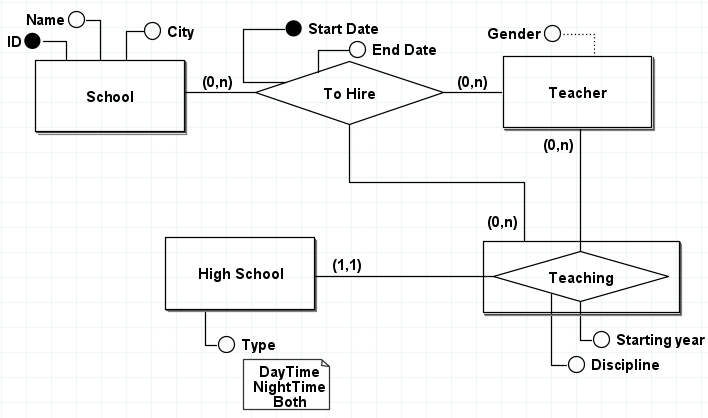 Name
ID
City
School
(0,n)
Start Date
End Date
To Hire
(0,n)
Gender
Teacher
(0,n)
(0,n)
High School
(1,1)
Teaching
Type
DayTime
NightTime
Both
Starting year
Discipline